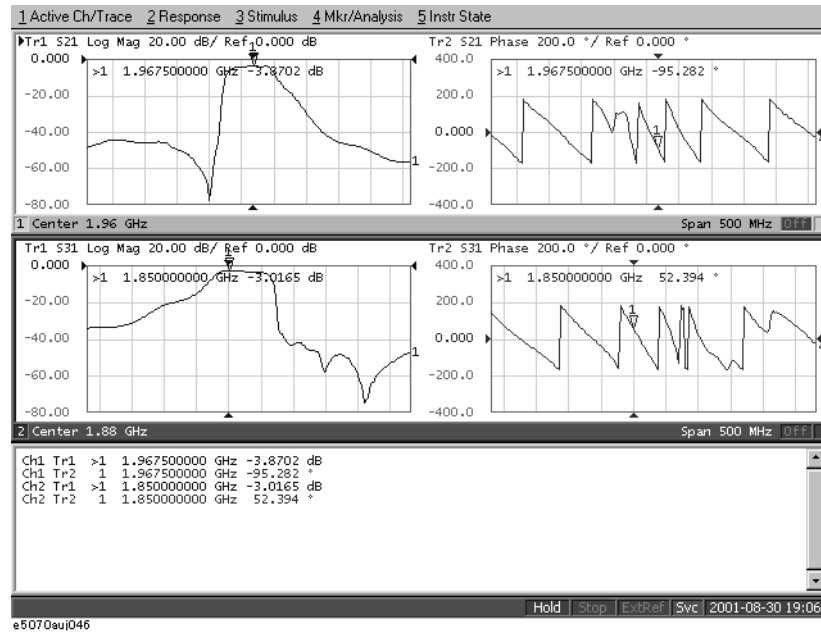 1 Active Ch/Trace 2 Response 3 Stimulus 4 Mkr/Analysis 5 Instr State
Tr1 S21 Log Mag 20.00 dB/ Ref 0.000 dB
0.000
>1 1.967500000 GHz -3.8702 dB
-20.00
-40.00
-60.00
-80.00
1
1
Tr2 S21 Phase 200.0 °/ Ref 0.000 °
400.0
>1 1.967500000 GHz -95.282 °
200.0
0.000
-200.0
-400.0
1
1 Center 1.96 GHz Span 500 MHz Off
Tr1 S31 Log Mag 20.00 dB/ Ref 0.000 dB
0.000
>1 1.850000000 GHz -3.0165 dB
-20.00
-40.00
-60.00
-80.00
1
1
Tr2 S31 Phase 200.0 °/ Ref 0.000 °
400.0
>1 1.850000000 GHz 52.394 °
200.0
0.000
-200.0
-400.0
1
2 Center 1.88 GHz Span 500 MHz Off
Ch1 Tr1 >1 1.967500000 GHz -3.8702 dB
Ch1 Tr2 1 1.967500000 GHz -95.282 °
Ch2 Tr1 >1 1.850000000 GHz -3.0165 dB
Ch2 Tr2 1 1.850000000 GHz 52.394 °
Hold Stop ExtRef Svc 2001-08-30 19:06
e5070auj046